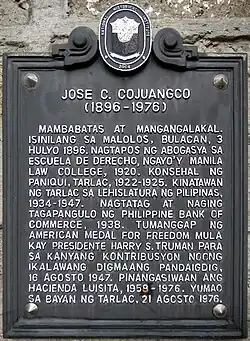 JOSE C. COJUANGCO
(1896-1976)
MAMBABATAS AT MANGANGALAKAL.
ISINILANG SA MALOLOS, BULACAN, 3
HULYO 1896. NAGTAPOS NG ABOGASYA SA
ESCUELA DE DERECHO, NGAYO'Y MANILA
LAW COLLEGE, 1920. KONSEHAL NG
PANIQUI, TARLAC, 1922-1925. KINATAWAN
NG TARLAC SA LEHISLATURA NG PILIPINAS,
1934-1947. NAGTATAG AT NAGING
TAGAPANGULO NG PHILIPPINE BANK OF
COMMERCE, 1938. TUMANGGAP NG
AMERICAN MEDAL FOR FREEDOM MULA
KAY PRESIDENTE HARRY S. TRUMAN PARA
SA KANYANG KONTRIBUSYON NOONG
IKALAWANG DIGMAANG PANDAIGDIG,
16 AGOSTO 1947. PINANGASIWAAN ANG
HACIENDA LUISITA, 1958-1976. YUMAO
SA BAYAN NG TARLAC, 21 AGOSTO 1976.